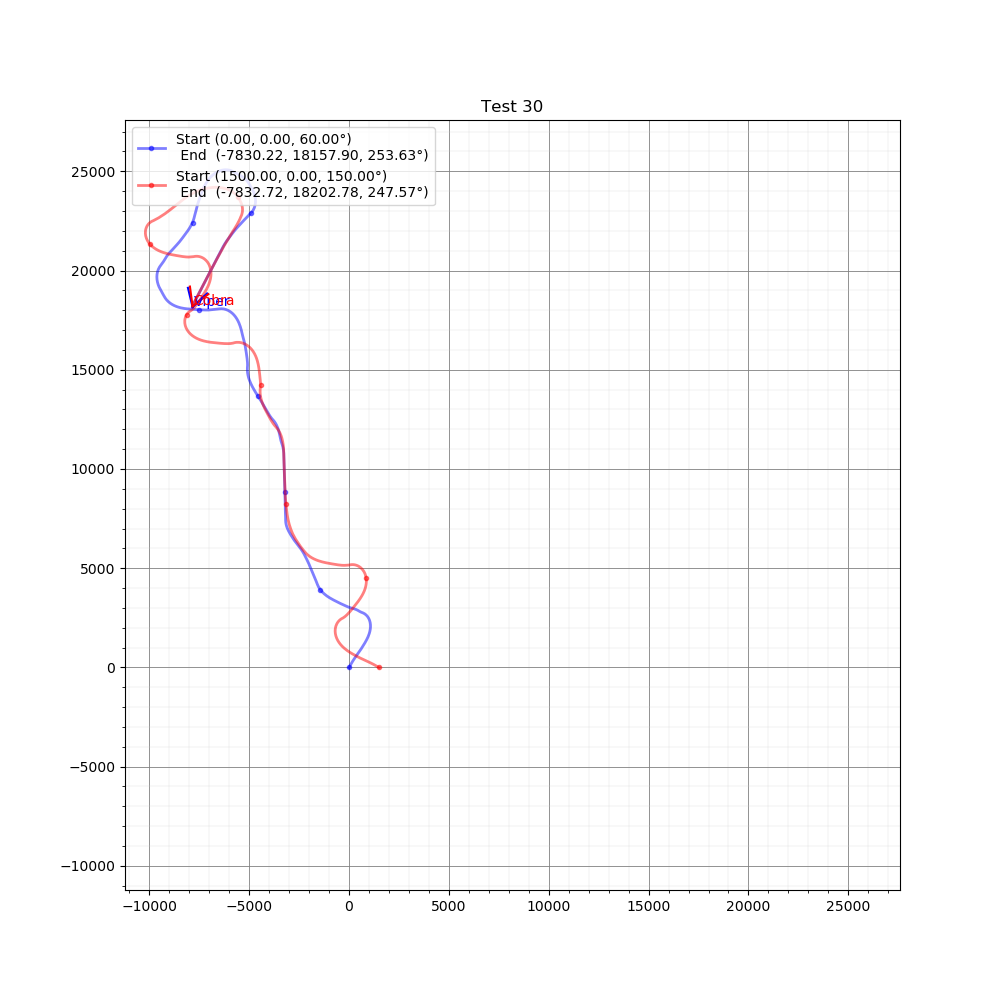 Test 30
Start (0.00, 0.00, 60.00°)
End (-7830.22, 18157.90, 253.63°)
Start (1500.00, 0.00, 150.00°)
End (-7832.72, 18202.78, 247.57°)
25000
20000
15000
10000
5000
0
−5000
−10000
−10000 −5000 0 5000 10000 15000 20000 25000